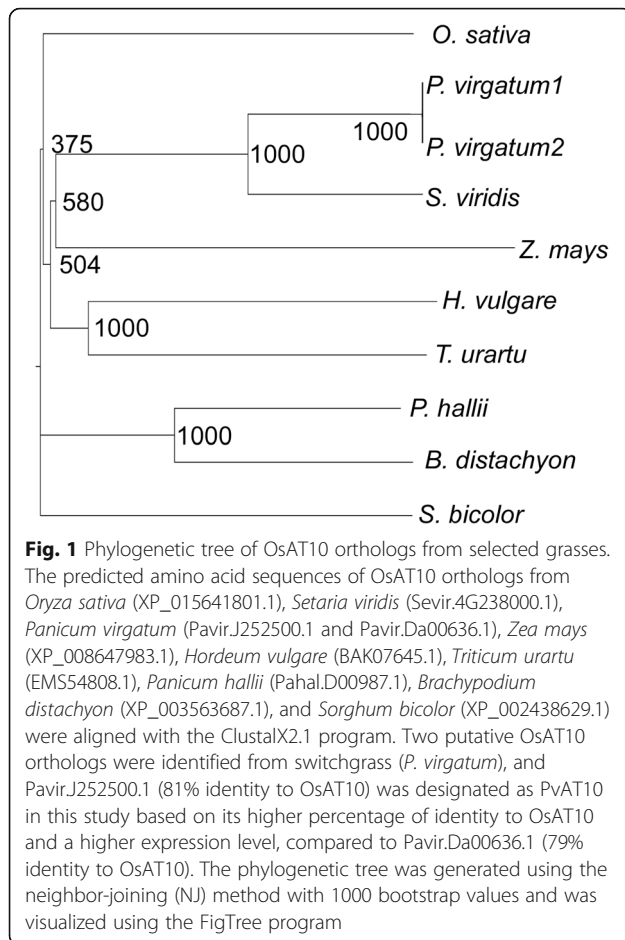 O. sativa
P. virgatum1
1000
375
P. virgatum2
1000
S. viridis
580
Z. mays
504
H. vulgare
1000
T. urartu
P. hallii
1000
B. distachyon
S. bicolor
Fig. 1 Phylogenetic tree of OsAT10 orthologs from selected grasses.
The predicted amino acid sequences of OsAT10 orthologs from
Oryza sativa (XP_015641801.1), Setaria viridis (Sevir.4G238000.1),
Panicum virgatum (Pavir.J252500.1 and Pavir.Da00636.1), Zea mays
(XP_008647983.1), Hordeum vulgare (BAK07645.1), Triticum urartu
(EMS54808.1), Panicum hallii (Pahal.D00987.1), Brachypodium
distachyon (XP_003563687.1), and Sorghum bicolor (XP_002438629.1)
were aligned with the ClustalX2.1 program. Two putative OsAT10
orthologs were identified from switchgrass (P. virgatum), and
Pavir.J252500.1 (81% identity to OsAT10) was designated as PvAT10
in this study based on its higher percentage of identity to OsAT10
and a higher expression level, compared to Pavir.Da00636.1 (79%
identity to OsAT10). The phylogenetic tree was generated using the
neighbor-joining (NJ) method with 1000 bootstrap values and was
visualized using the FigTree program